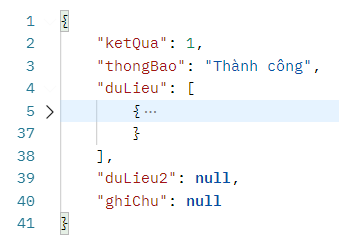 1 {
2 "ketQua": 1,
3 "thongBao": "Thành công",
4 "duLieu": [
5 > {···
37 }
38 ],
39 "duLieu2": null,
40 "ghiChu": null
41 }